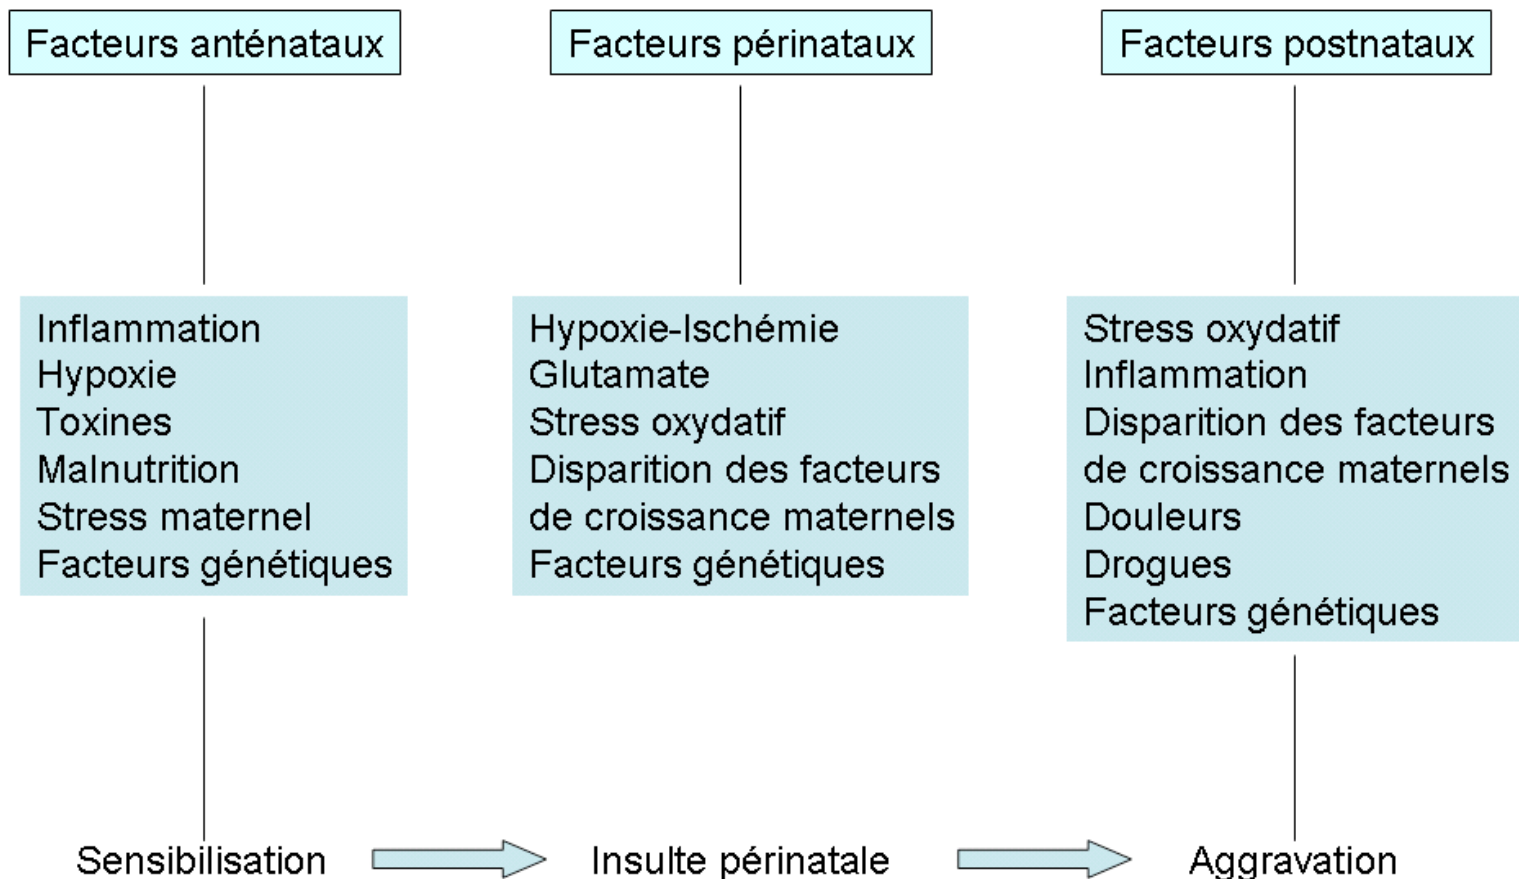 Facteurs anténataux
Facteurs périnataux
Facteurs postnataux
Inflammation
Hypoxie
Toxines
Malnutrition
Stress maternel
Facteurs génétiques
Hypoxie-Ischémie
Glutamate
Stress oxydatif
Disparition des facteurs
de croissance maternels
Facteurs génétiques
Stress oxydatif
Inflammation
Disparition des facteurs
de croissance maternels
Douleurs
Drogues
Facteurs génétiques
Sensibilisation
Insulte périnatale
Aggravation